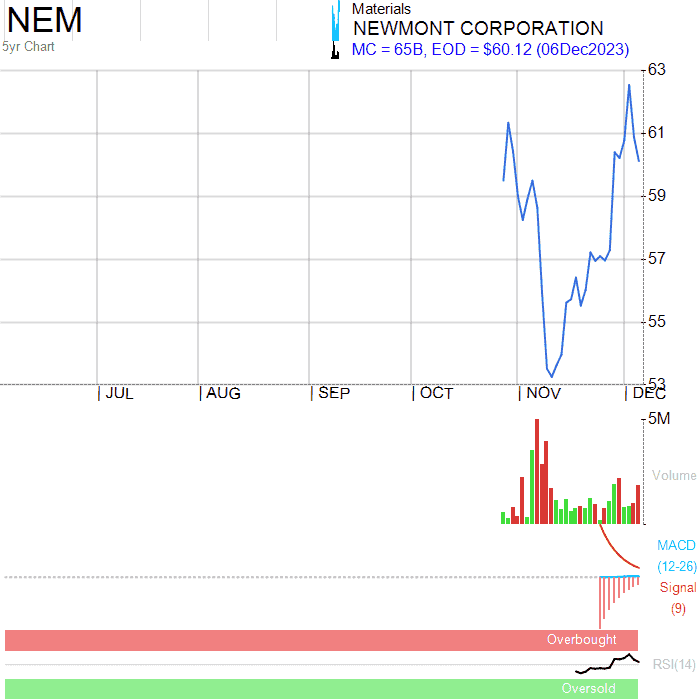 NEM
5yr Chart
Materials
NEWMONT CORPORATION
MC = 65B, EOD = $60.12 (06Dec2023)
63
61
59
57
55
53
| JUL | AUG | SEP | OCT | NOV | DEC
5M
Volume
MACD
(12-26)
Signal
(9)
Overbought
RSI(14)
Oversold